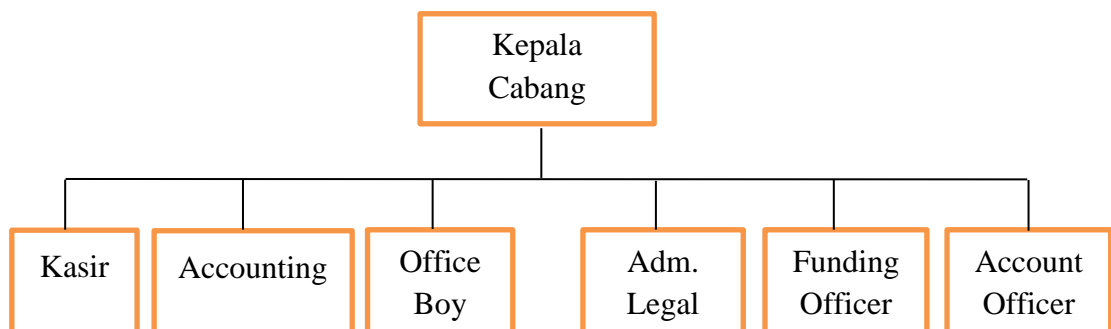 Kepala
Cabang
Kasir
Accounting
Office
Boy
Adm.
Legal
Funding
Officer
Account
Officer